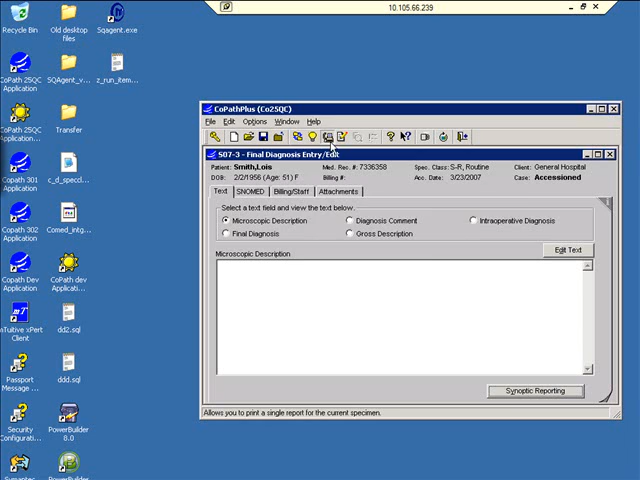 10.105.66.239
Recycle Bin
Old desktop files
Sqagent.exe
CoPath 25QC Application
SQAgent_v...
z_run_item...
CoPath 25QC Application
Transfer
Copath 301 Application
c_d_speccl...
Copath 302 Application
Comed_intg...
Copath Dev Application
CoPath dev Applicati...
mTuitive xPert Client
dd2.sql
Passport Message ...
ddd.sql
Security Configurati...
PowerBuilder 8.0
Symantec
PowerBuilder
CoPathPlus (Co25QC)
File Edit Options Window Help
S07-3 - Final Diagnosis Entry/Edit
Patient: Smith,Lois Med. Rec. #: 7336358 Spec. Class: S-R, Routine Client: General Hospital
DOB: 2/2/1956 (Age: 51) F Billing #: Acc. Date: 3/23/2007 Case: Accessioned
Text SNOMED Billing/Staff Attachments
Select a text field and view the text below.
Microscopic Description Diagnosis Comment Intraoperative Diagnosis
Final Diagnosis Gross Description
Edit Text
Microscopic Description
Synoptic Reporting
Allows you to print a single report for the current specimen.